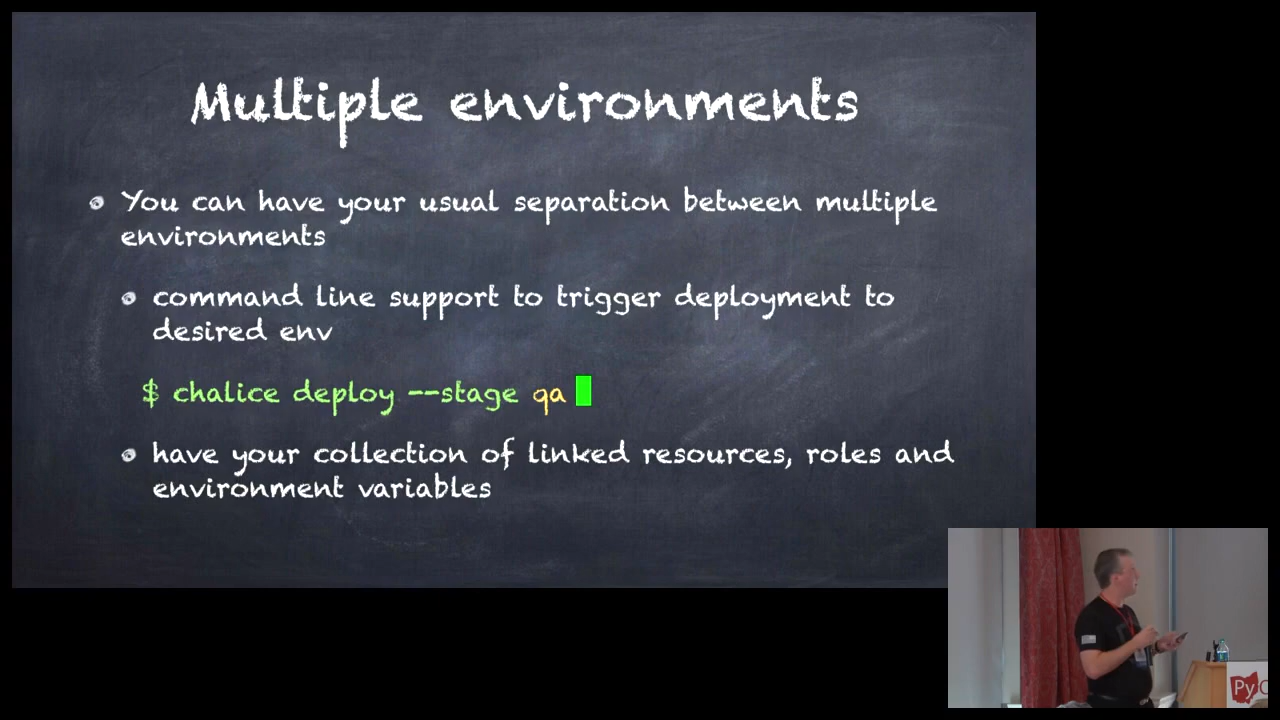 Multiple environments
You can have your usual separation between multiple
environments
command line support to trigger deployment to
desired env
$ chalice deploy --stage qa
have your collection of linked resources, roles and
environment variables
Py